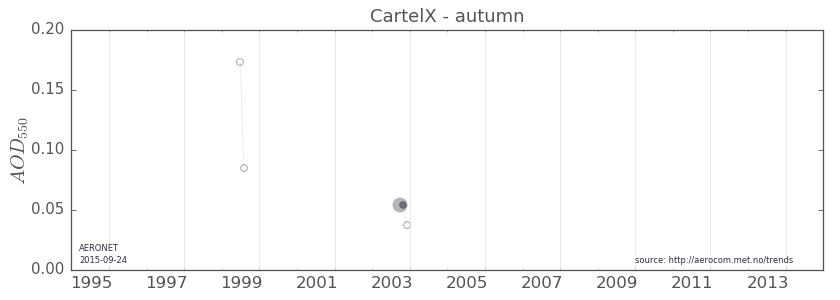 CartelX - autumn
0.20
0.15
0.10
0.05
0.00
AOD550
AERONET
2015-09-24
source: http://aerocom.met.no/trends
1995 1997 1999 2001 2003 2005 2007 2009 2011 2013